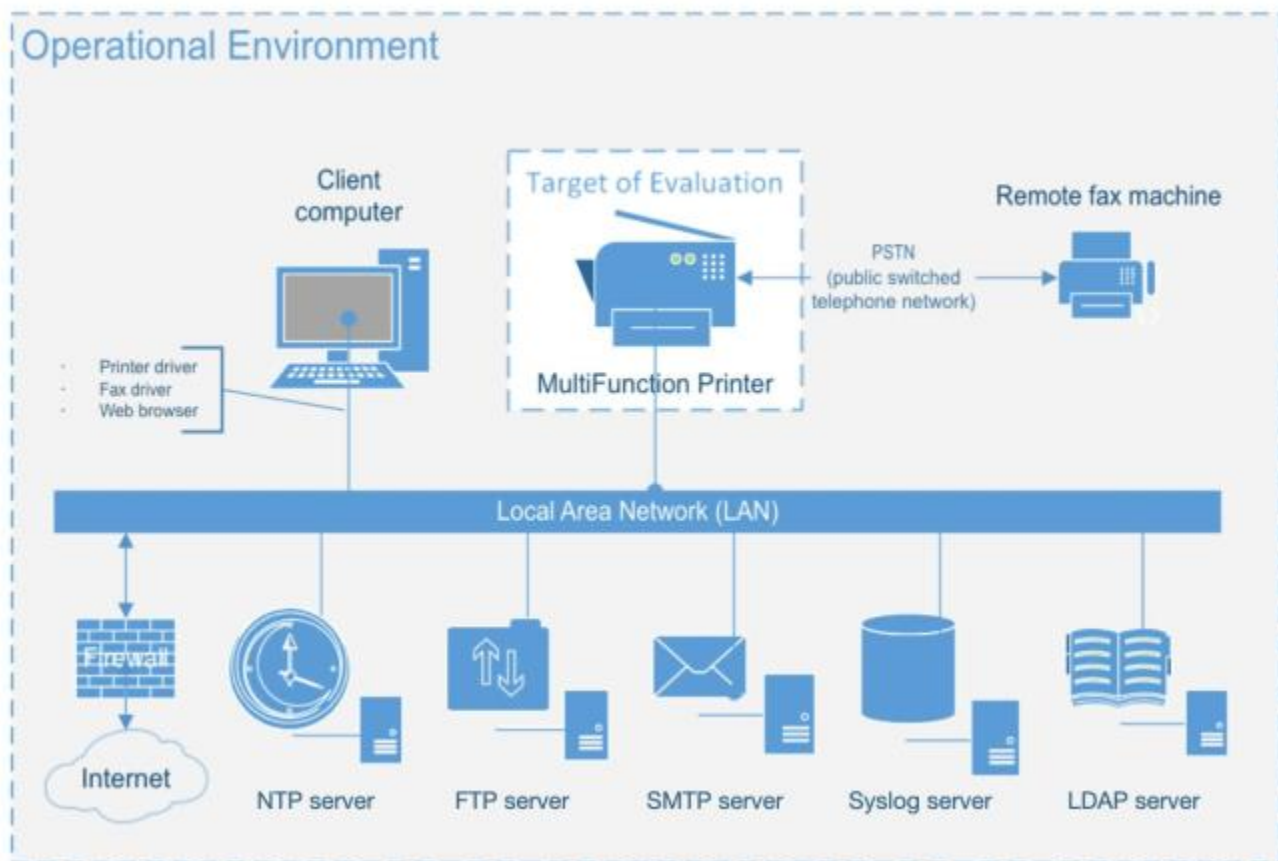 Operational Environment
Client
computer
Target of Evaluation
Remote fax machine
PSTN
(public switched
telephone network)
· Printer driver
· Fax driver
· Web browser
MultiFunction Printer
Local Area Network (LAN)
Firewall
Internet
NTP server
FTP server
SMTP server
Syslog server
LDAP server